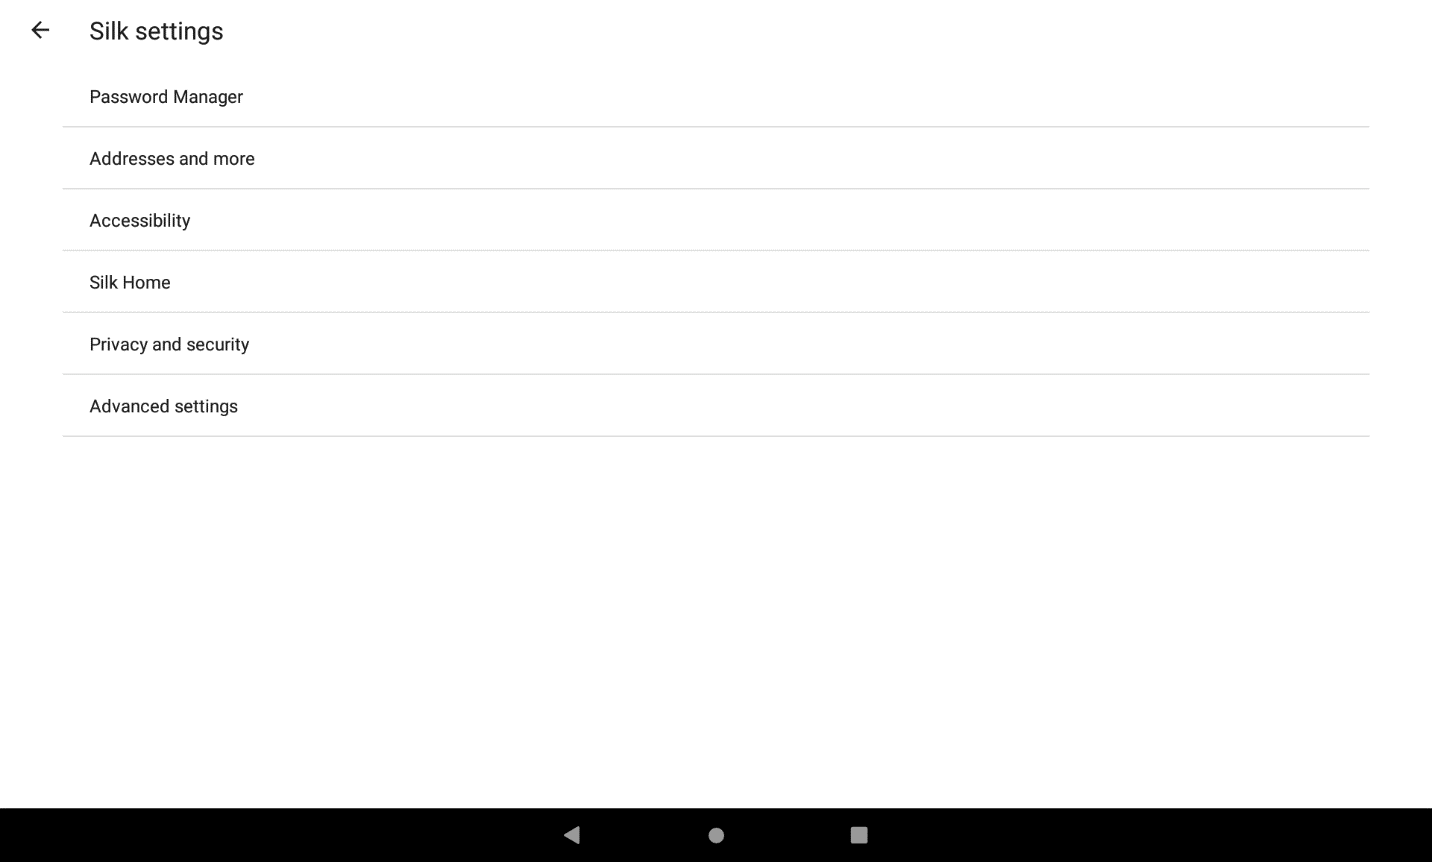 Silk settings
Password Manager
Addresses and more
Accessibility
Silk Home
Privacy and security
Advanced settings